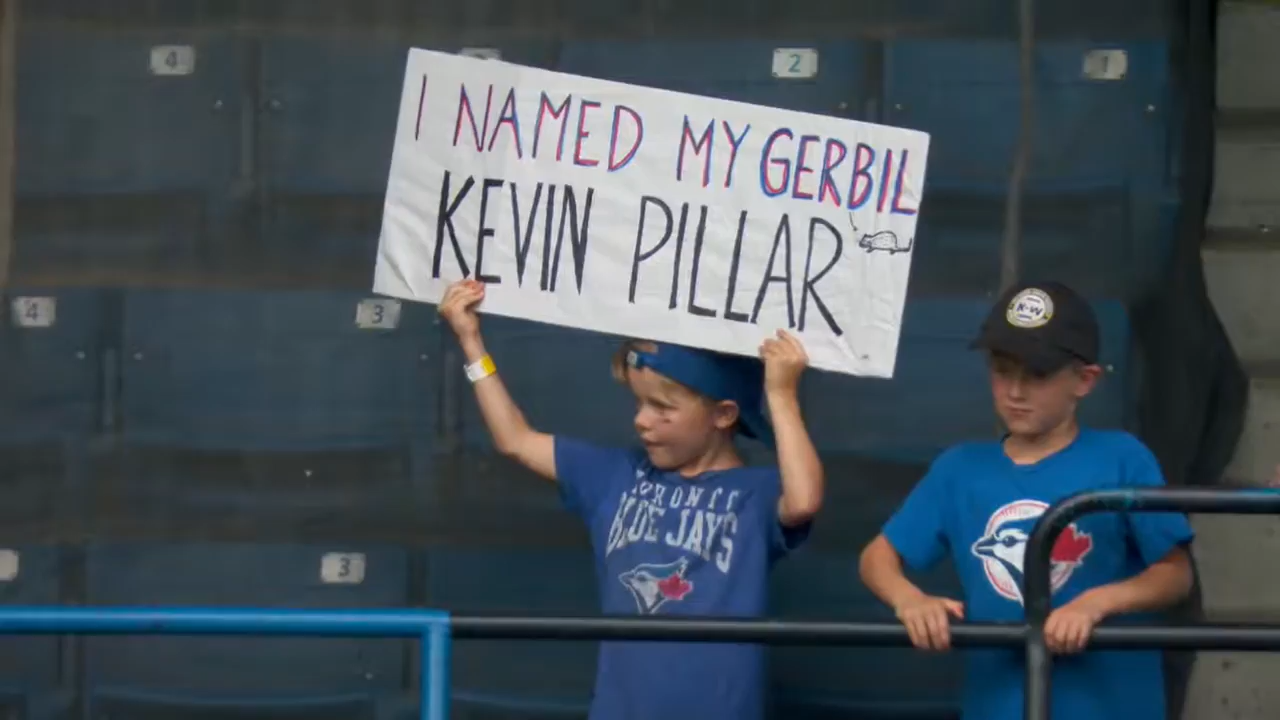 4
2
1
I NAMED MY GERBIL
KEVIN PILLAR
4
3
K-W
TORONTO
BLUE JAYS
3